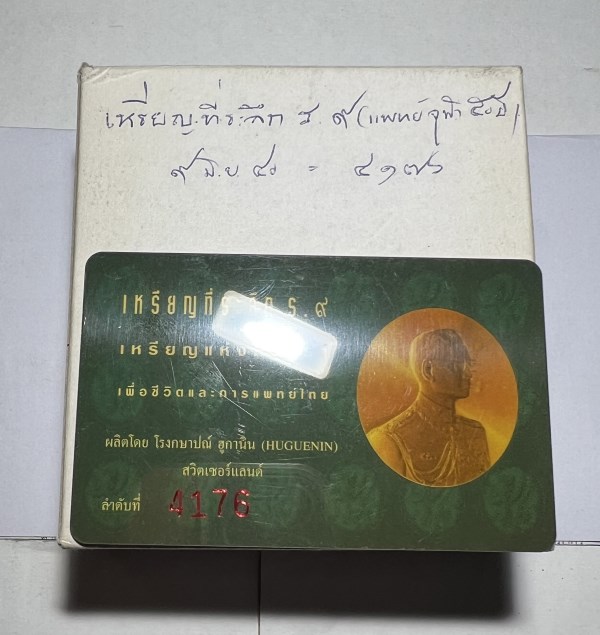 เหรียญที่ระลึก ร. ๙ (แพทย์จุฬา ๕๐ปี)
๙ มิ.ย. ๔๐ = ๔๑๗๖
เหรียญที่ระลึก ร.๙
เหรียญแห่ง
เพื่อชีวิตและการแพทย์ไทย
ผลิตโดย โรงกษาปณ์ ฮูกานิน (HUGUENIN)
สวิตเซอร์แลนด์
ลำดับที่ 4176